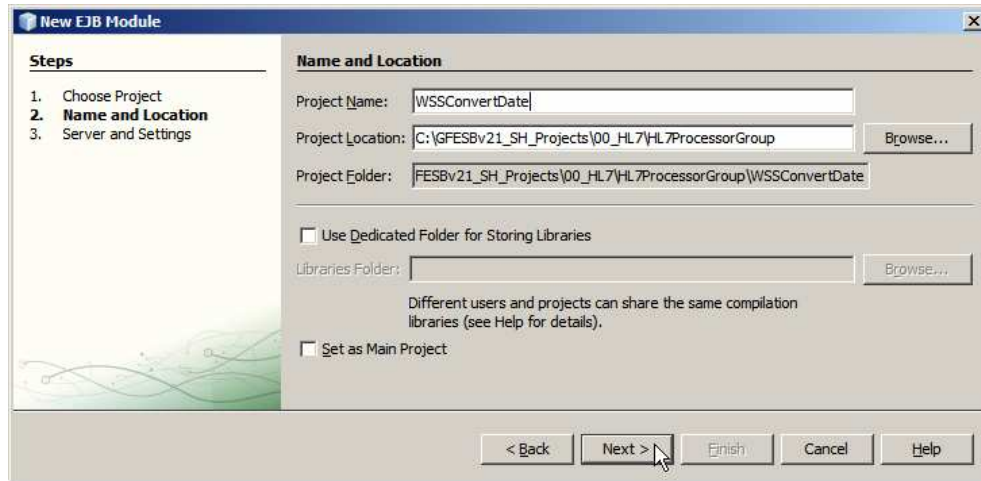 New EJB Module
Steps
1. Choose Project
2. Name and Location
3. Server and Settings
Name and Location
Project Name: WSSConvertDate
Project Location: C:\GFESBv21_SH_Projects\00_HL7\HL7ProcessorGroup Browse...
Project Folder: FESBv21_SH_Projects\00_HL7\HL7ProcessorGroup\WSSConvertDate
Use Dedicated Folder for Storing Libraries
Libraries Folder: Browse...
Different users and projects can share the same compilation
libraries (see Help for details).
Set as Main Project
< Back Next > Finish Cancel Help